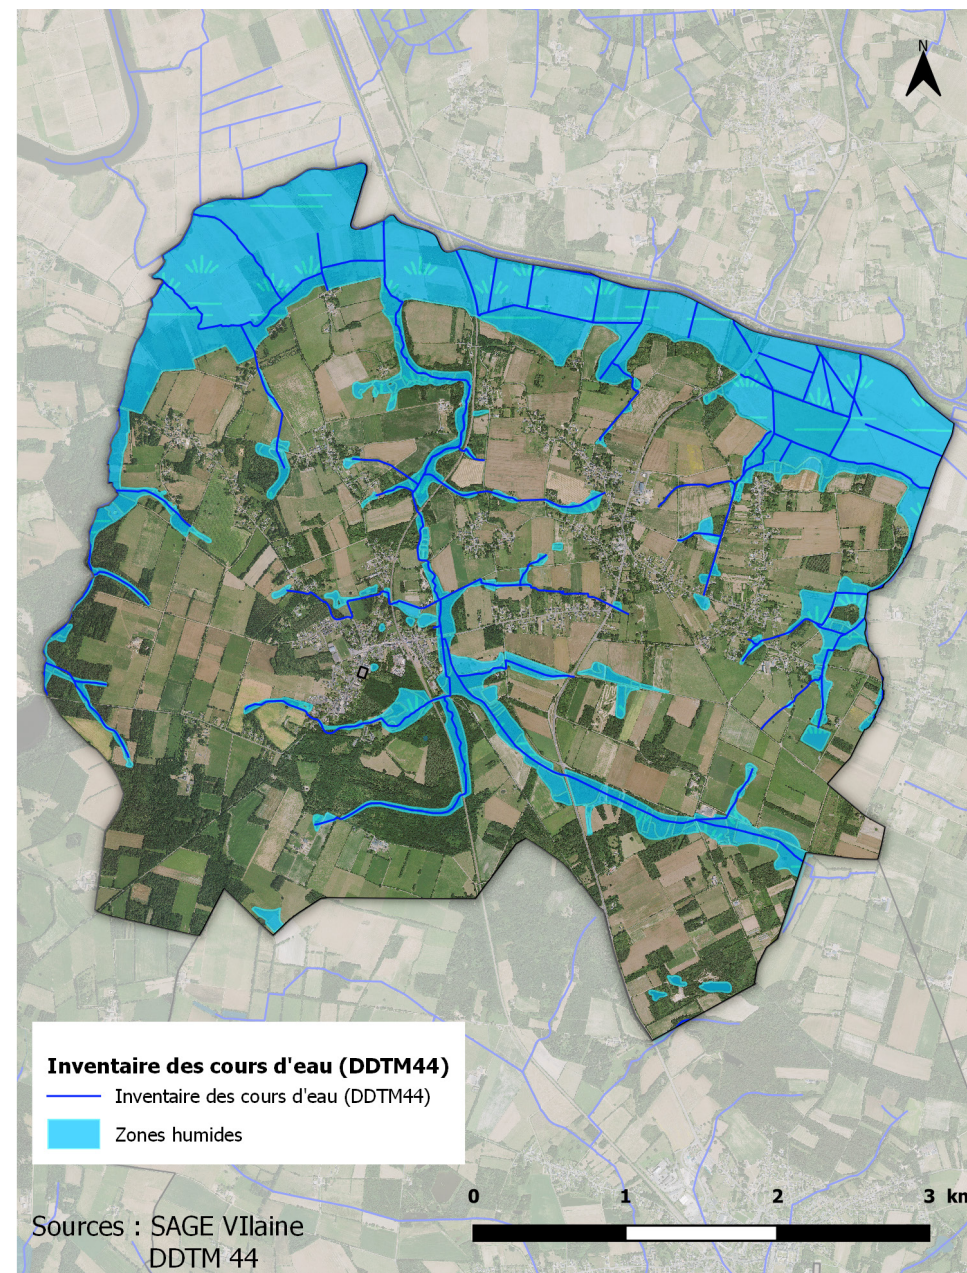 N
Inventaire des cours d'eau (DDTM44)
Inventaire des cours d'eau (DDTM44)
Zones humides
0 1 2 3 km
Sources : SAGE VIlaine
DDTM 44